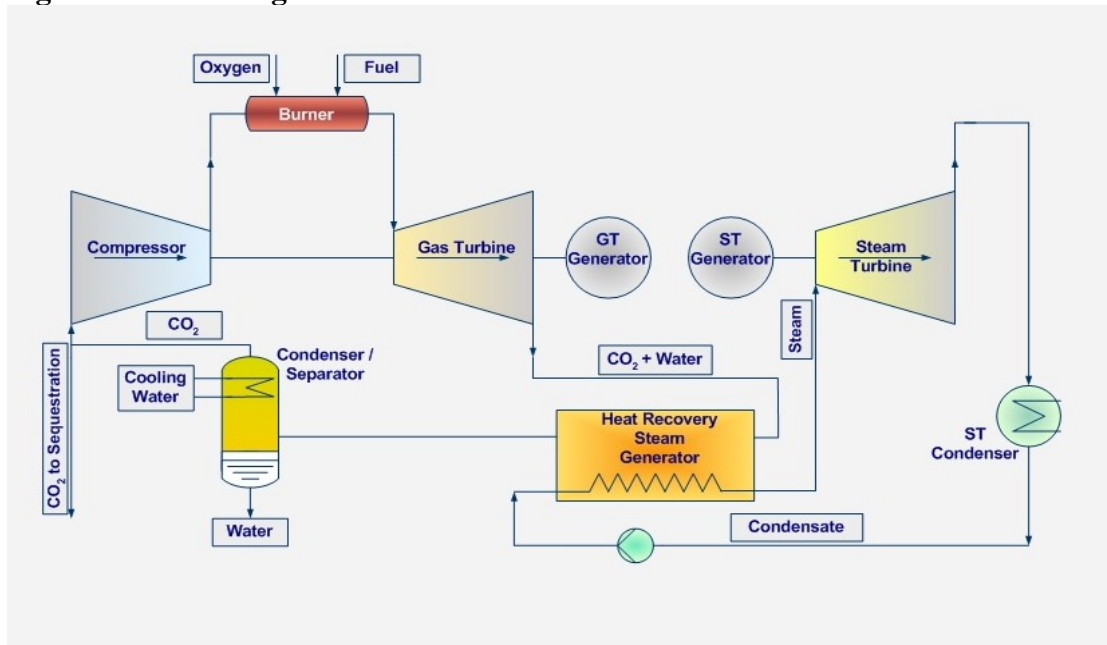 Oxygen
Fuel
Burner
Compressor
Gas Turbine
GT
Generator
ST
Generator
Steam
Turbine
CO₂
Steam
CO₂ + Water
Condenser /
Separator
Cooling
Water
CO₂ to Sequestration
Heat Recovery
Steam
Generator
ST
Condenser
Water
Condensate